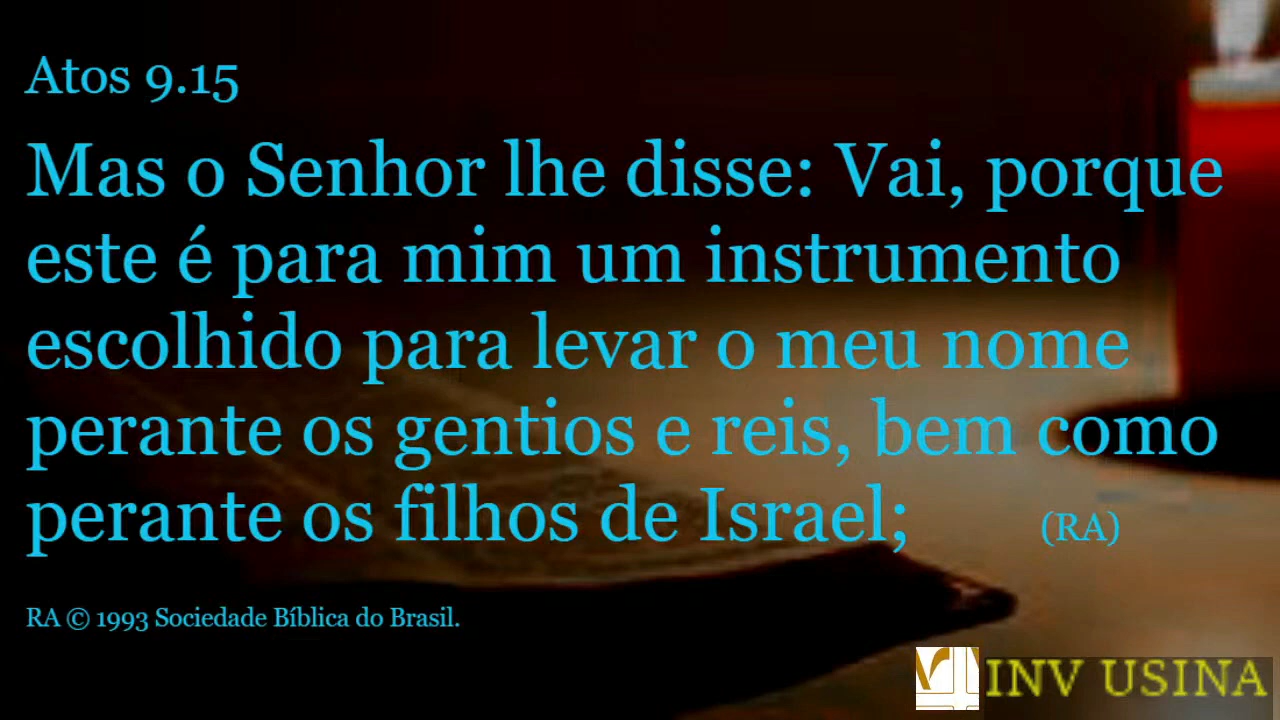 Atos 9.15
Mas o Senhor lhe disse: Vai, porque
este é para mim um instrumento
escolhido para levar o meu nome
perante os gentios e reis, bem como
perante os filhos de Israel; (RA)
RA © 1993 Sociedade Bíblica do Brasil.
INV USINA